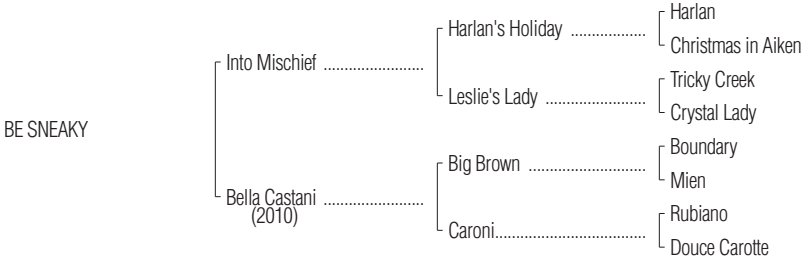 Harlan
Harlan's Holiday ..................
Christmas in Aiken
Into Mischief ........................
Tricky Creek
Leslie's Lady ........................
Crystal Lady
BE SNEAKY
Boundary
Big Brown ............................
Mien
Bella Castani ........................
(2010)
Rubiano
Caroni....................................
Douce Carotte